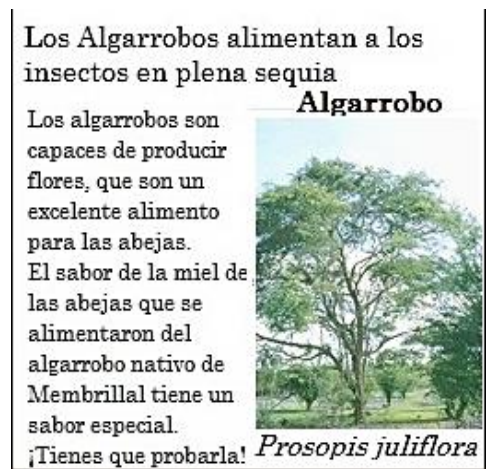 Los Algarrobos alimentan a los
insectos en plena sequia
Algarrobo
Los algarrobos son
capaces de producir
flores, que son un
excelente alimento
para las abejas.
El sabor de la miel de
las abejas que se
alimentaron del
algarrobo nativo de
Membrillal tiene un
sabor especial.
¡Tienes que probarla!
Prosopis juliflora